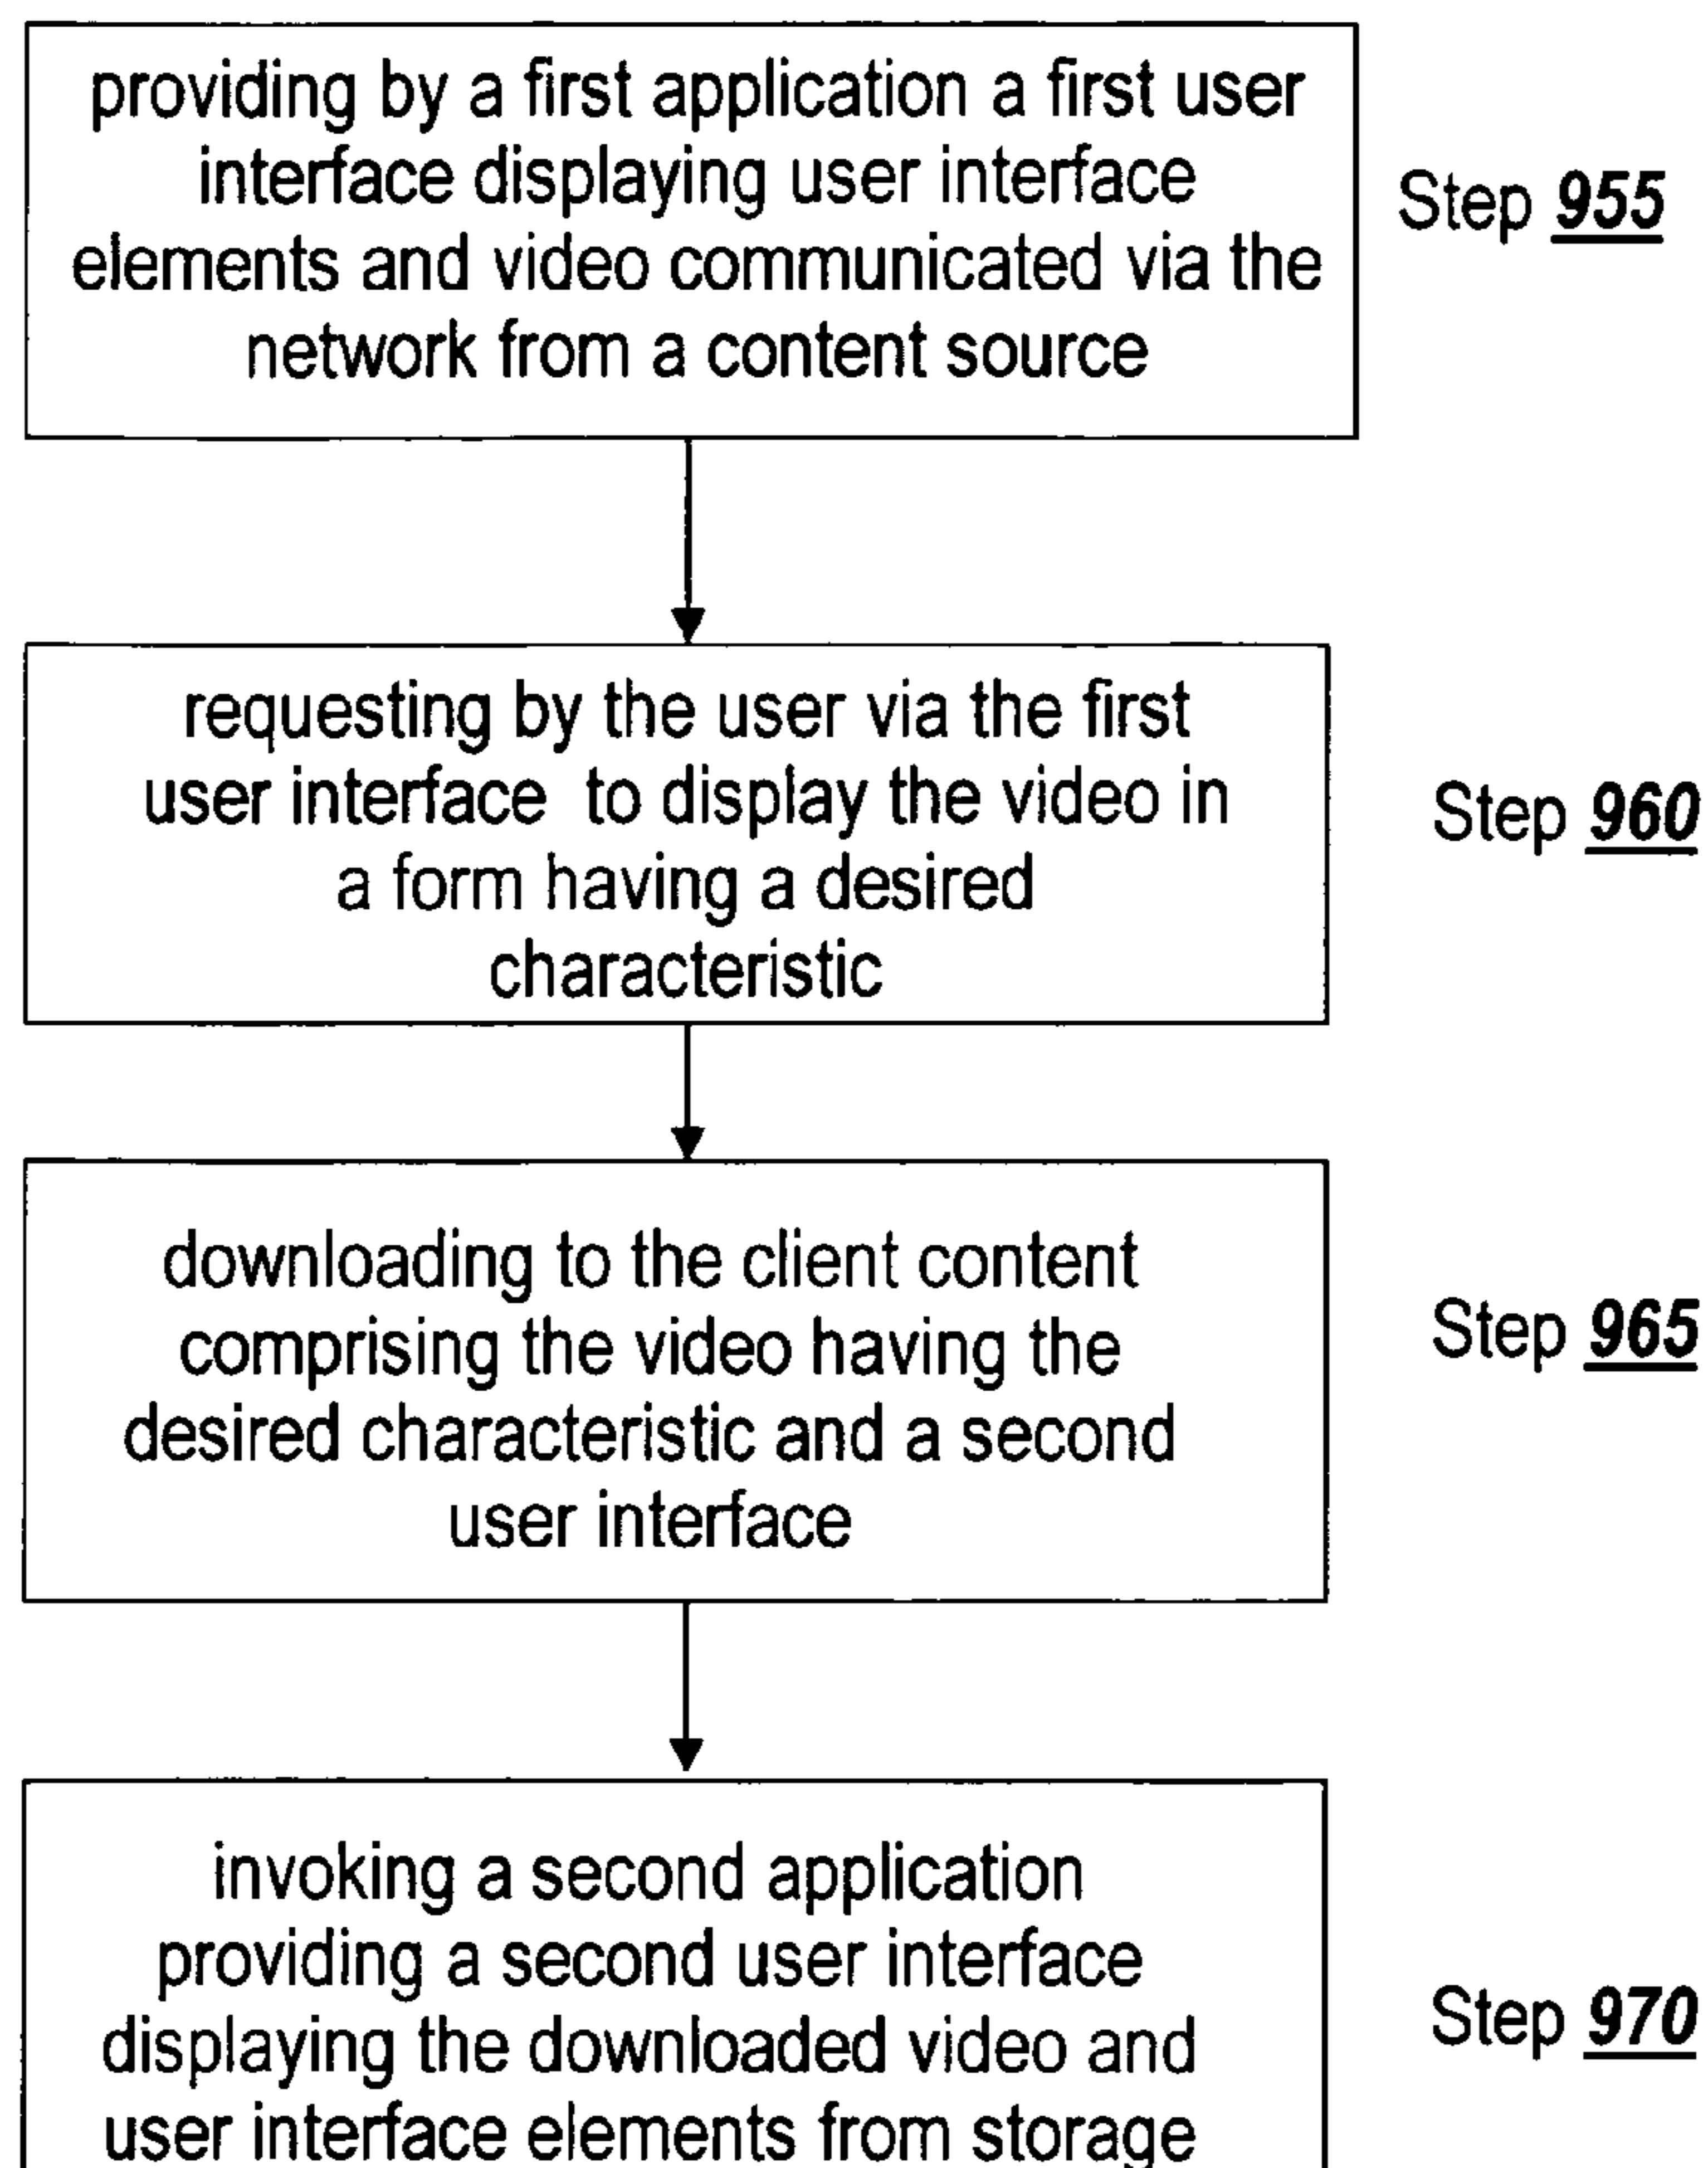 providing by a first application a first user
interface displaying user interface
elements and video communicated via the
network from a content source
Step 955
requesting by the user via the first
user interface to display the video in
a form having a desired
characteristic
Step 960
downloading to the client content
comprising the video having the
desired characteristic and a second
user interface
Step 965
invoking a second application
providing a second user interface
displaying the downloaded video and
user interface elements from storage
Step 970